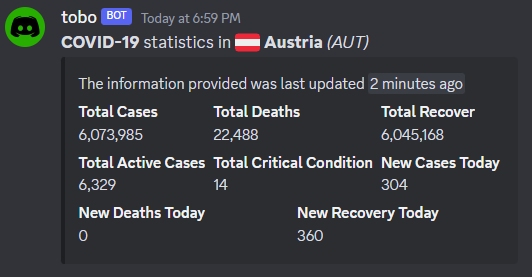 tobo BOT Today at 6:59 PM
COVID-19 statistics in Austria (AUT)
The information provided was last updated 2 minutes ago
Total Cases Total Deaths Total Recover
6,073,985 22,488 6,045,168
Total Active Cases Total Critical Condition New Cases Today
6,329 14 304
New Deaths Today New Recovery Today
0 360